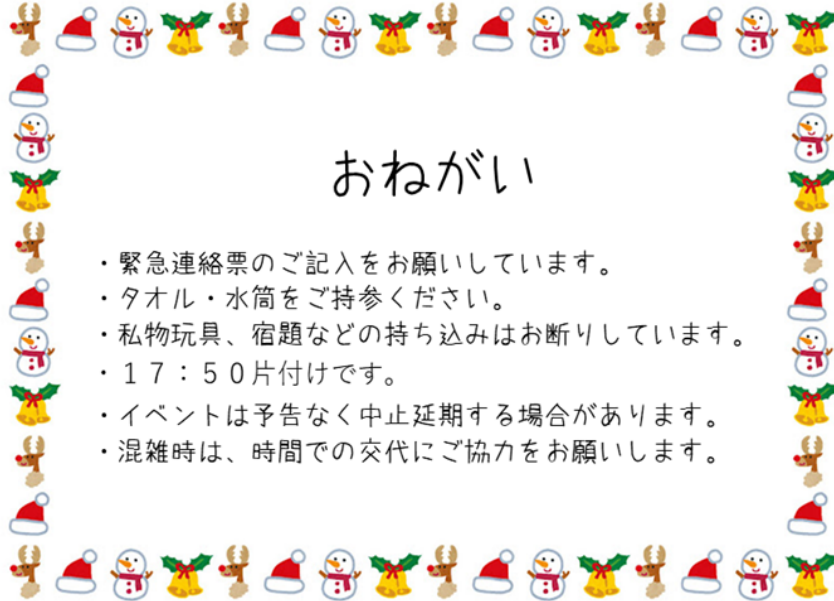 おねがい
・緊急連絡票のご記入をお願いしています。
・タオル・水筒をご持参ください。
・私物玩具、宿題などの持ち込みはお断りしています。
・１７：５０片付けです。
・イベントは予告なく中止延期する場合があります。
・混雑時は、時間での交代にご協力をお願いします。